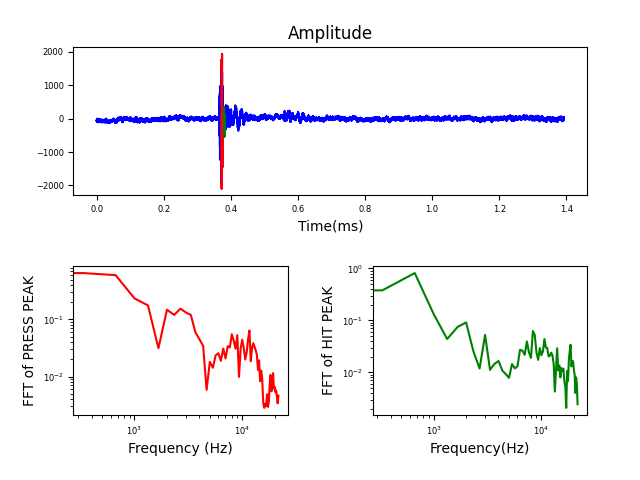 Amplitude
2000
1000
0
−1000
−2000
0.0 0.2 0.4 0.6 0.8 1.0 1.2 1.4
Time(ms)
FFT of PRESS PEAK
10⁻¹
10⁻²
10³ 10⁴
Frequency (Hz)
FFT of HIT PEAK
10⁰
10⁻¹
10⁻²
10³ 10⁴
Frequency(Hz)